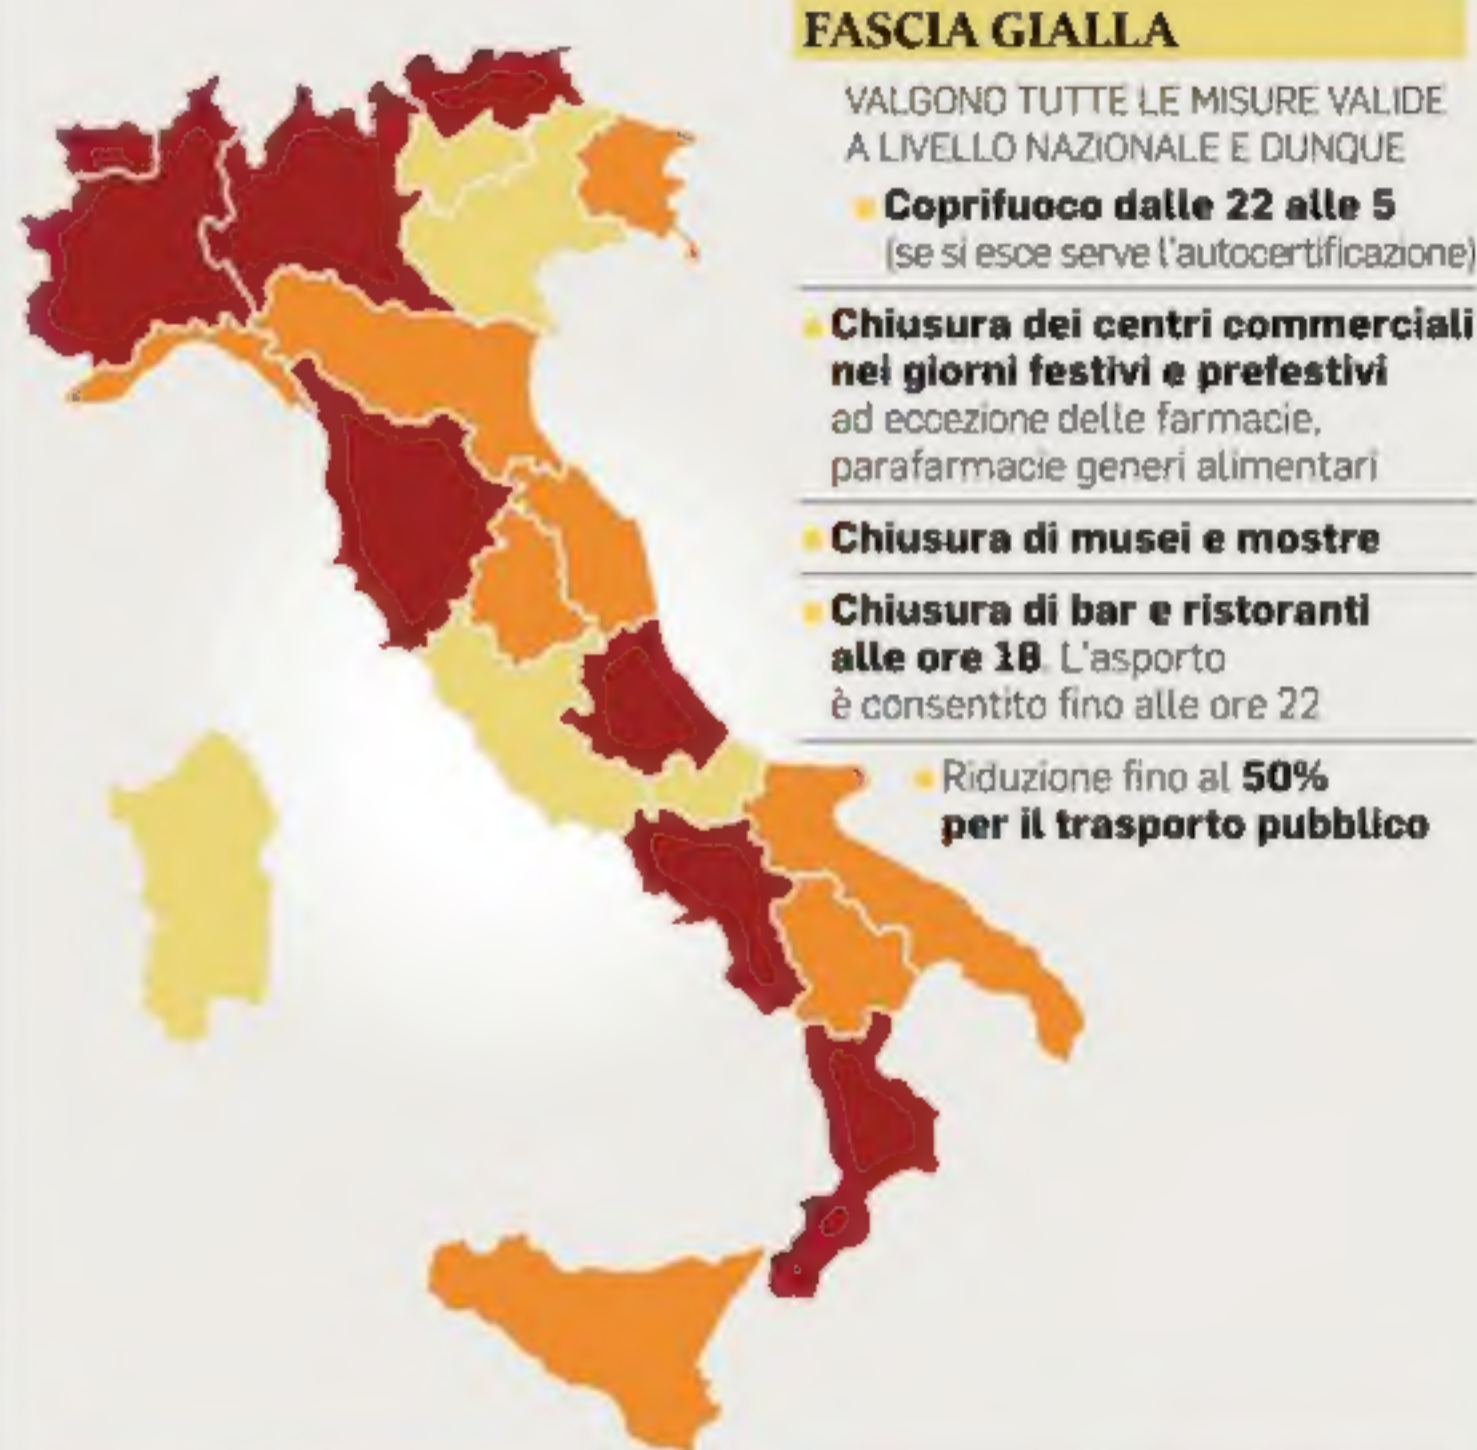 FASCIA GIALLA
VALGONO TUTTE LE MISURE VALIDE
A LIVELLO NAZIONALE E DUNQUE
Coprifuoco dalle 22 alle 5
(se si esce serve l'autocertificazione)
Chiusura dei centri commerciali
nei giorni festivi e prefestivi
ad eccezione delle farmacie,
parafarmacie generi alimentari
Chiusura di musei e mostre
Chiusura di bar e ristoranti
alle ore 18. L'asporto
è consentito fino alle ore 22
Riduzione fino al 50%
per il trasporto pubblico